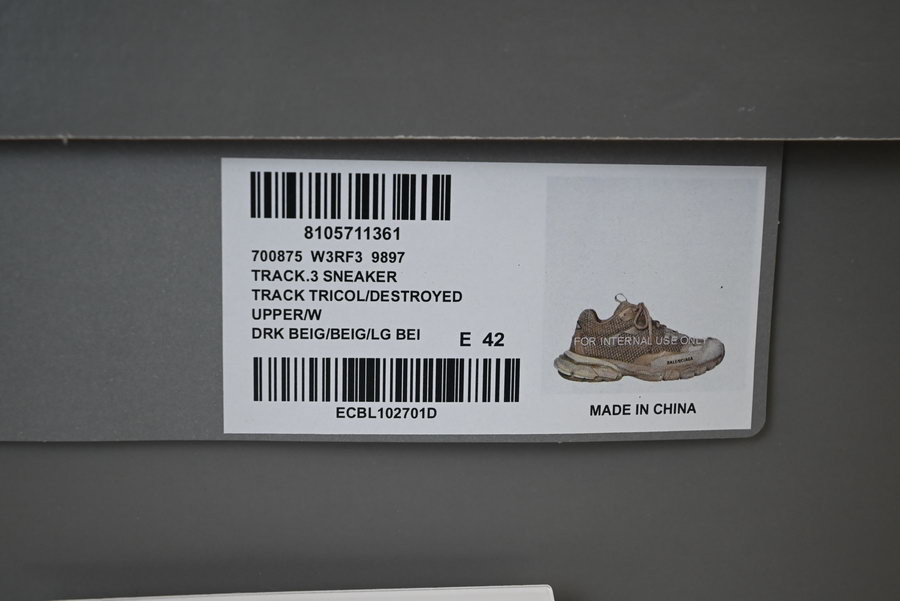 8105711361
700875 W3RF3 9897
TRACK.3 SNEAKER
TRACK TRICOL/DESTROYED
UPPER/W
DRK BEIG/BEIG/LG BEI
E 42
ECBL102701D
FOR INTERNAL USE ONLY
BALENCIAGA
MADE IN CHINA